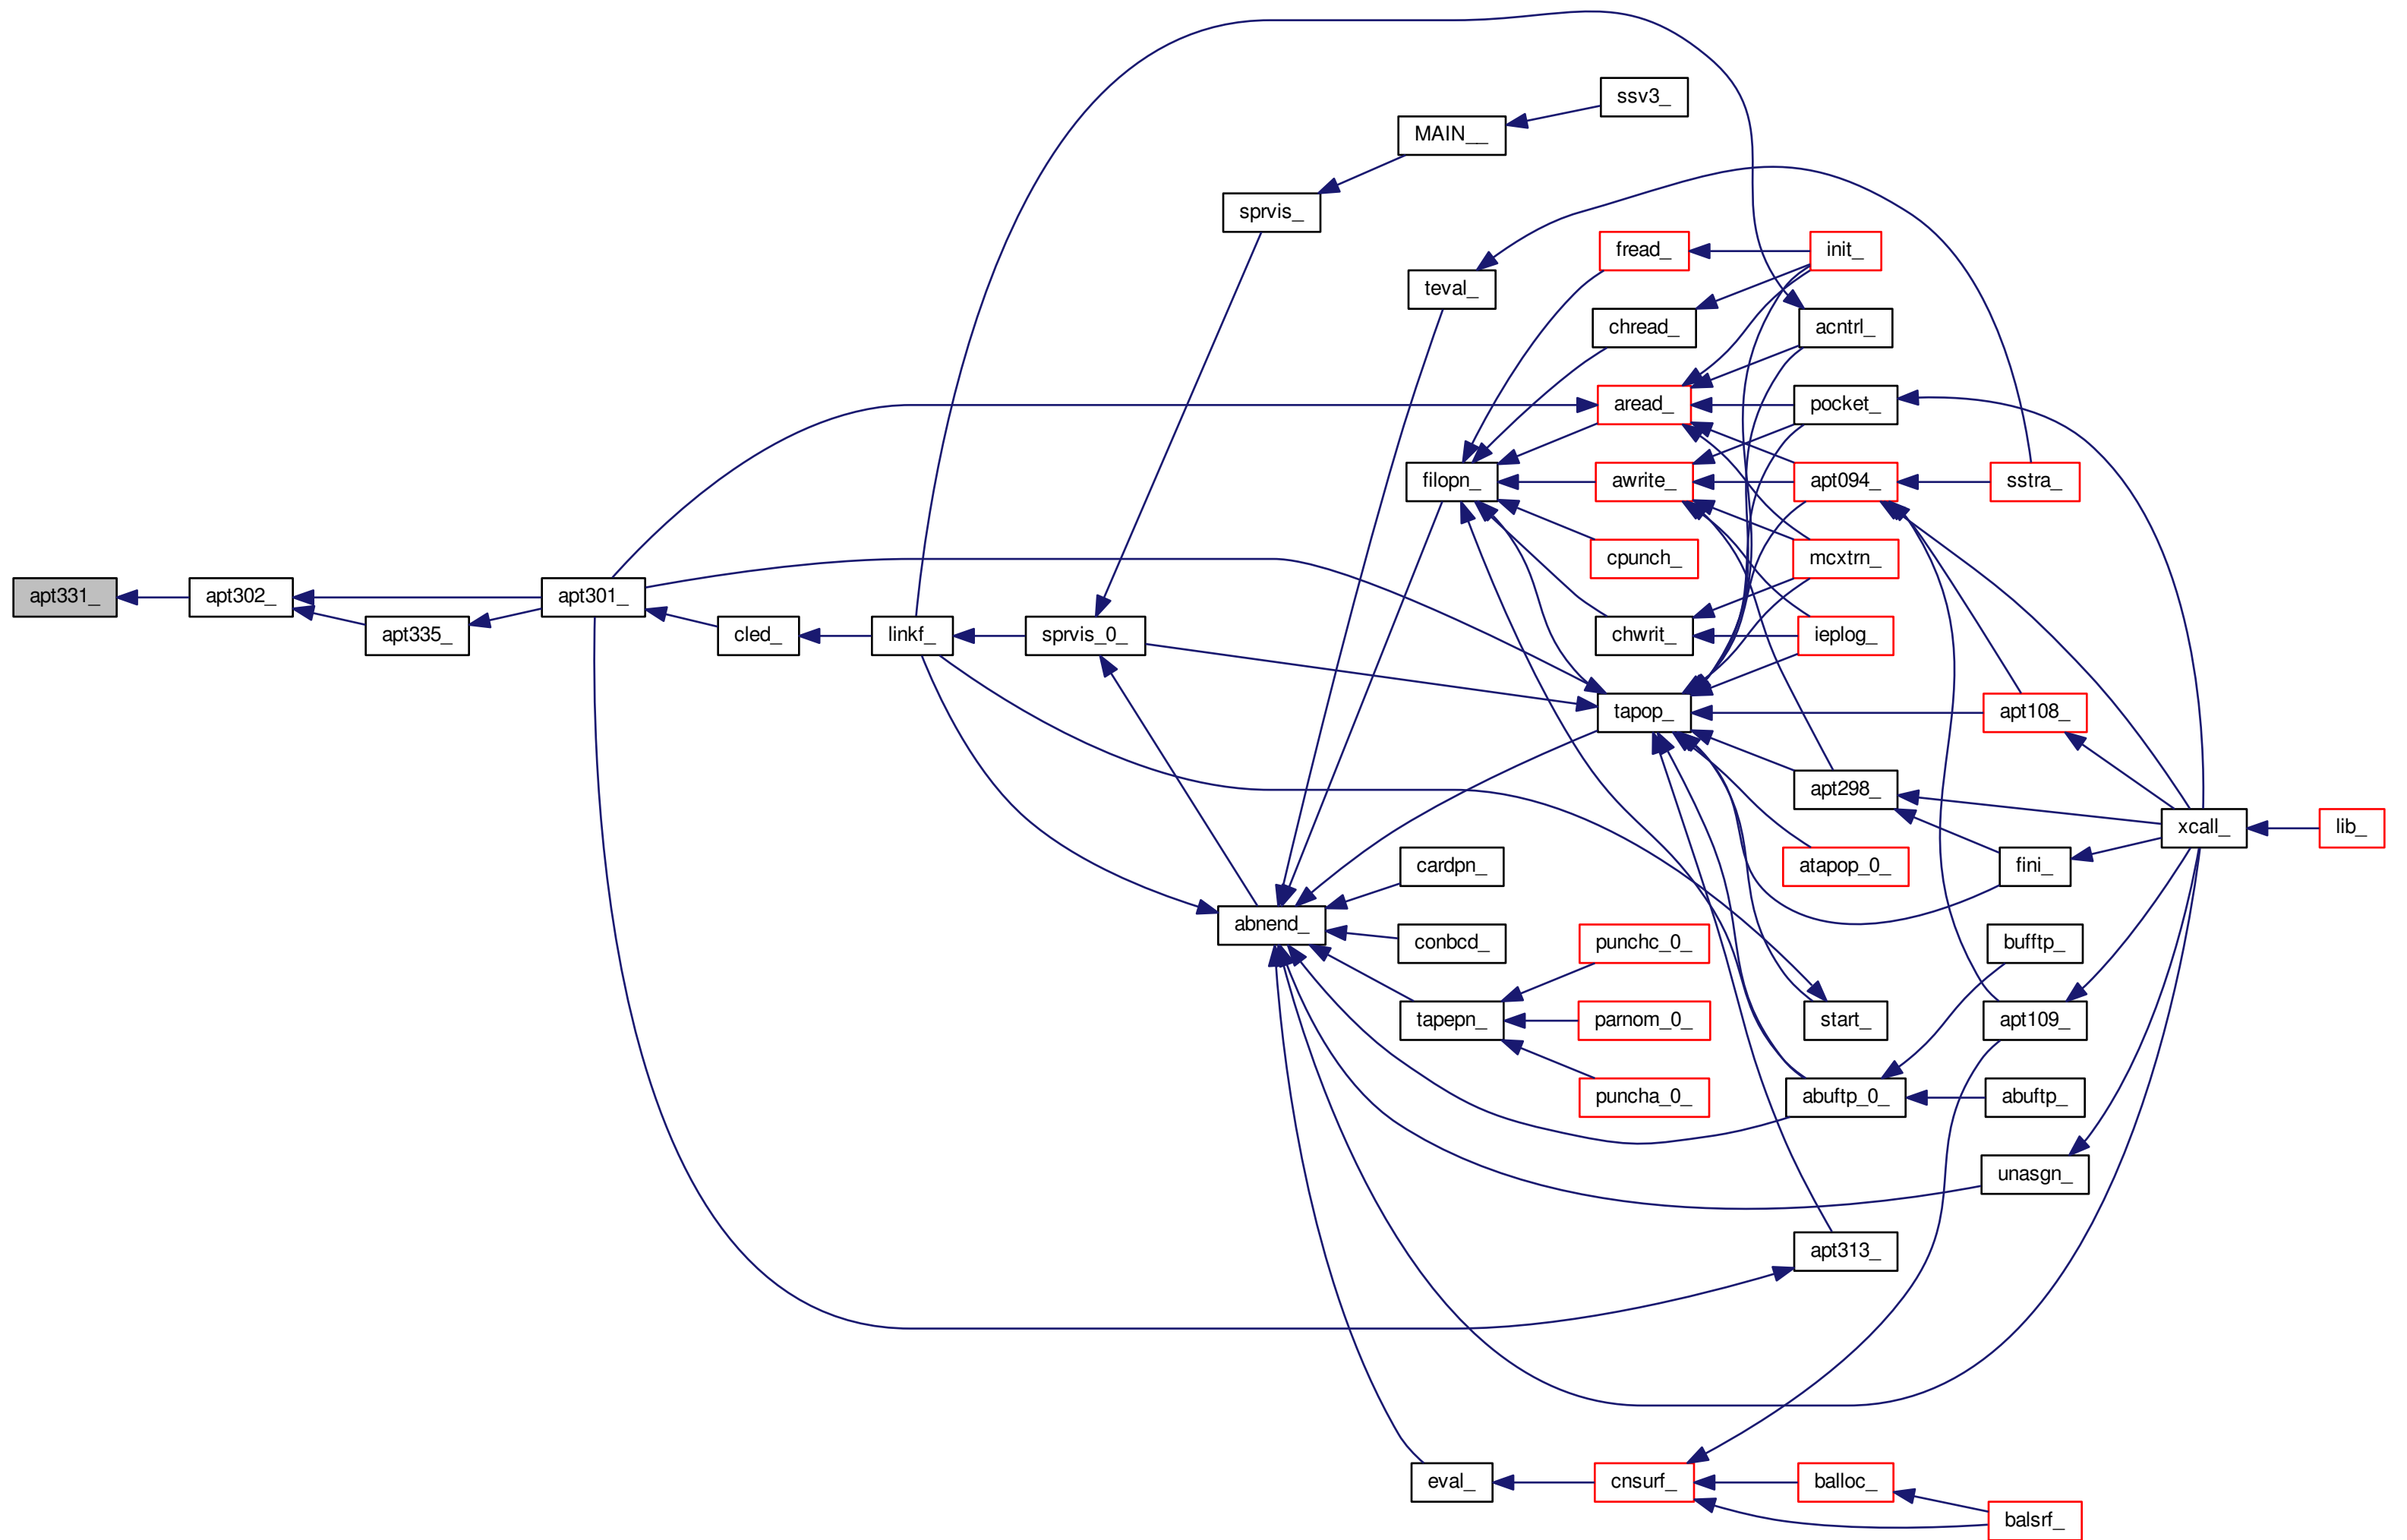 ssv3_
MAIN__
sprvis_
fread_
init_
teval_
chread_
acntrl_
aread_
pocket_
filopn_
awrite_
apt094_
sstra_
cpunch_
mcxtrn_
apt331_
apt302_
apt301_
apt335_
cled_
linkf_
sprvis_0_
chwrit_
ieplog_
tapop_
apt108_
apt298_
xcall_
lib_
cardpn_
atapop_0_
fini_
abnend_
conbcd_
punchc_0_
bufftp_
tapepn_
parnom_0_
start_
apt109_
puncha_0_
abuftp_0_
abuftp_
unasgn_
apt313_
eval_
cnsurf_
balloc_
balsrf_